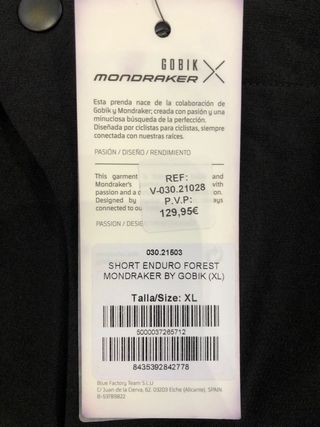 GOBIK
MONDRAKER X
Esta prenda nace de la colaboración de
Gobik y Mondraker; creada con pasión y una
minuciosa búsqueda de la perfección.
Diseñada por ciclistas para ciclistas, siempre
conectada con nuestras raíces.
PASIÓN / DISEÑO / RENDIMIENTO
This garment
Mondraker's with
passion and a
Designed by always
connected to
PASSION /
REF:
V-030.21028
P.V.P:
129,95€
030.21503
SHORT ENDURO FOREST
MONDRAKER BY GOBIK (XL)
Talla/Size: XL
5000037265712
8435392842778
Blue Factory Team S.L.U
C/ Juan de la Cierva, 62. 03203 Elche (Alicante), SPAIN
B-53789822